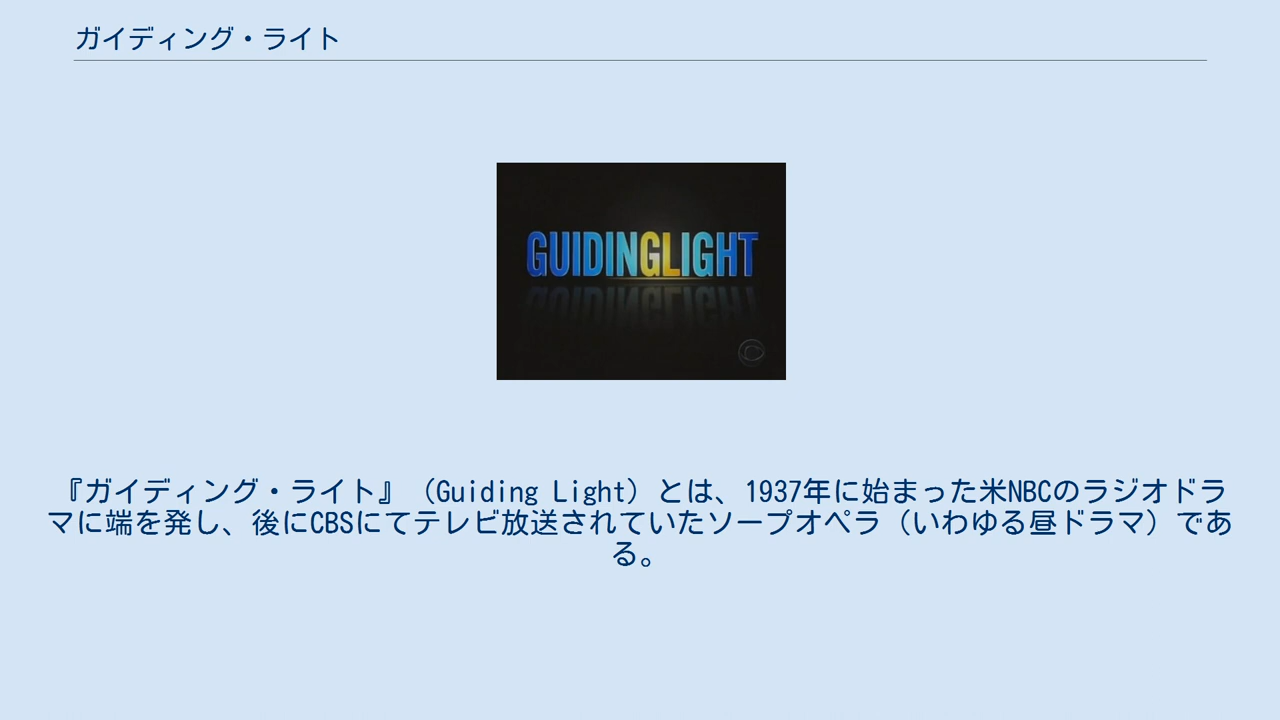 ガイディング・ライト
GUIDINGLIGHT
『ガイディング・ライト』（Guiding Light）とは、1937年に始まった米NBCのラジオドラ
マに端を発し、後にCBSにてテレビ放送されていたソープオペラ（いわゆる昼ドラマ）であ
る。